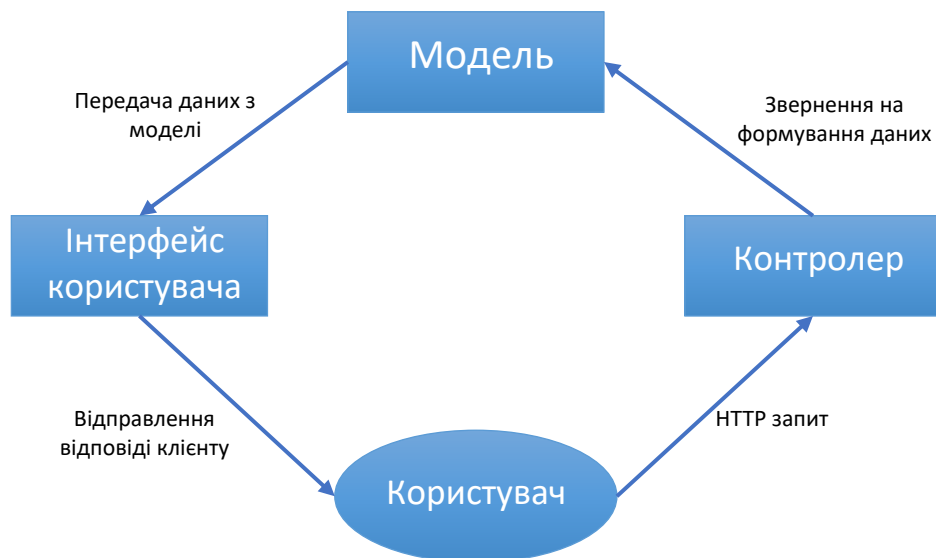 Модель
Передача даних з
моделі
Звернення на
формування даних
Інтерфейс
користувача
Контролер
Відправлення
відповіді клієнту
HTTP запит
Користувач